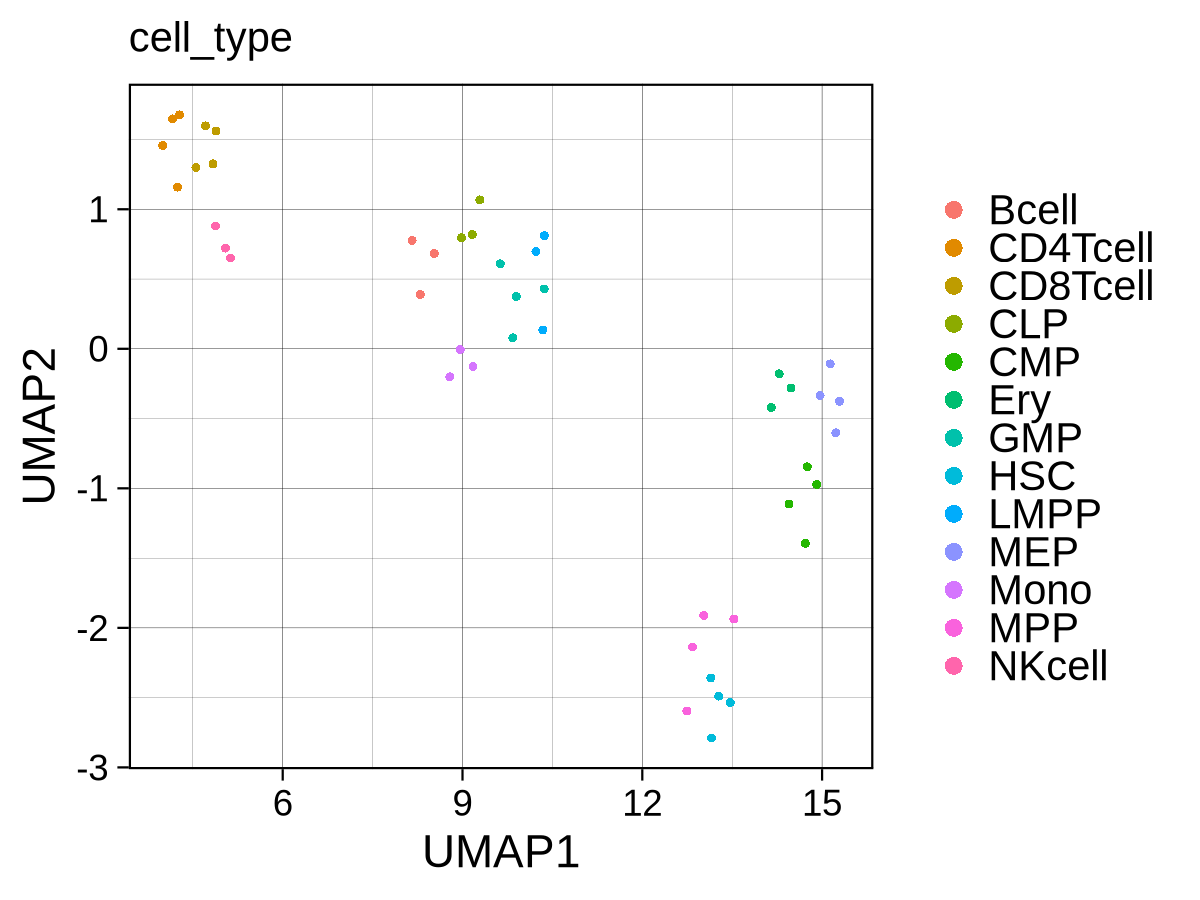 cell_type
1
0
-1
-2
-3
UMAP2
6 9 12 15
UMAP1
Bcell
CD4Tcell
CD8Tcell
CLP
CMP
Ery
GMP
HSC
LMPP
MEP
Mono
MPP
NKcell